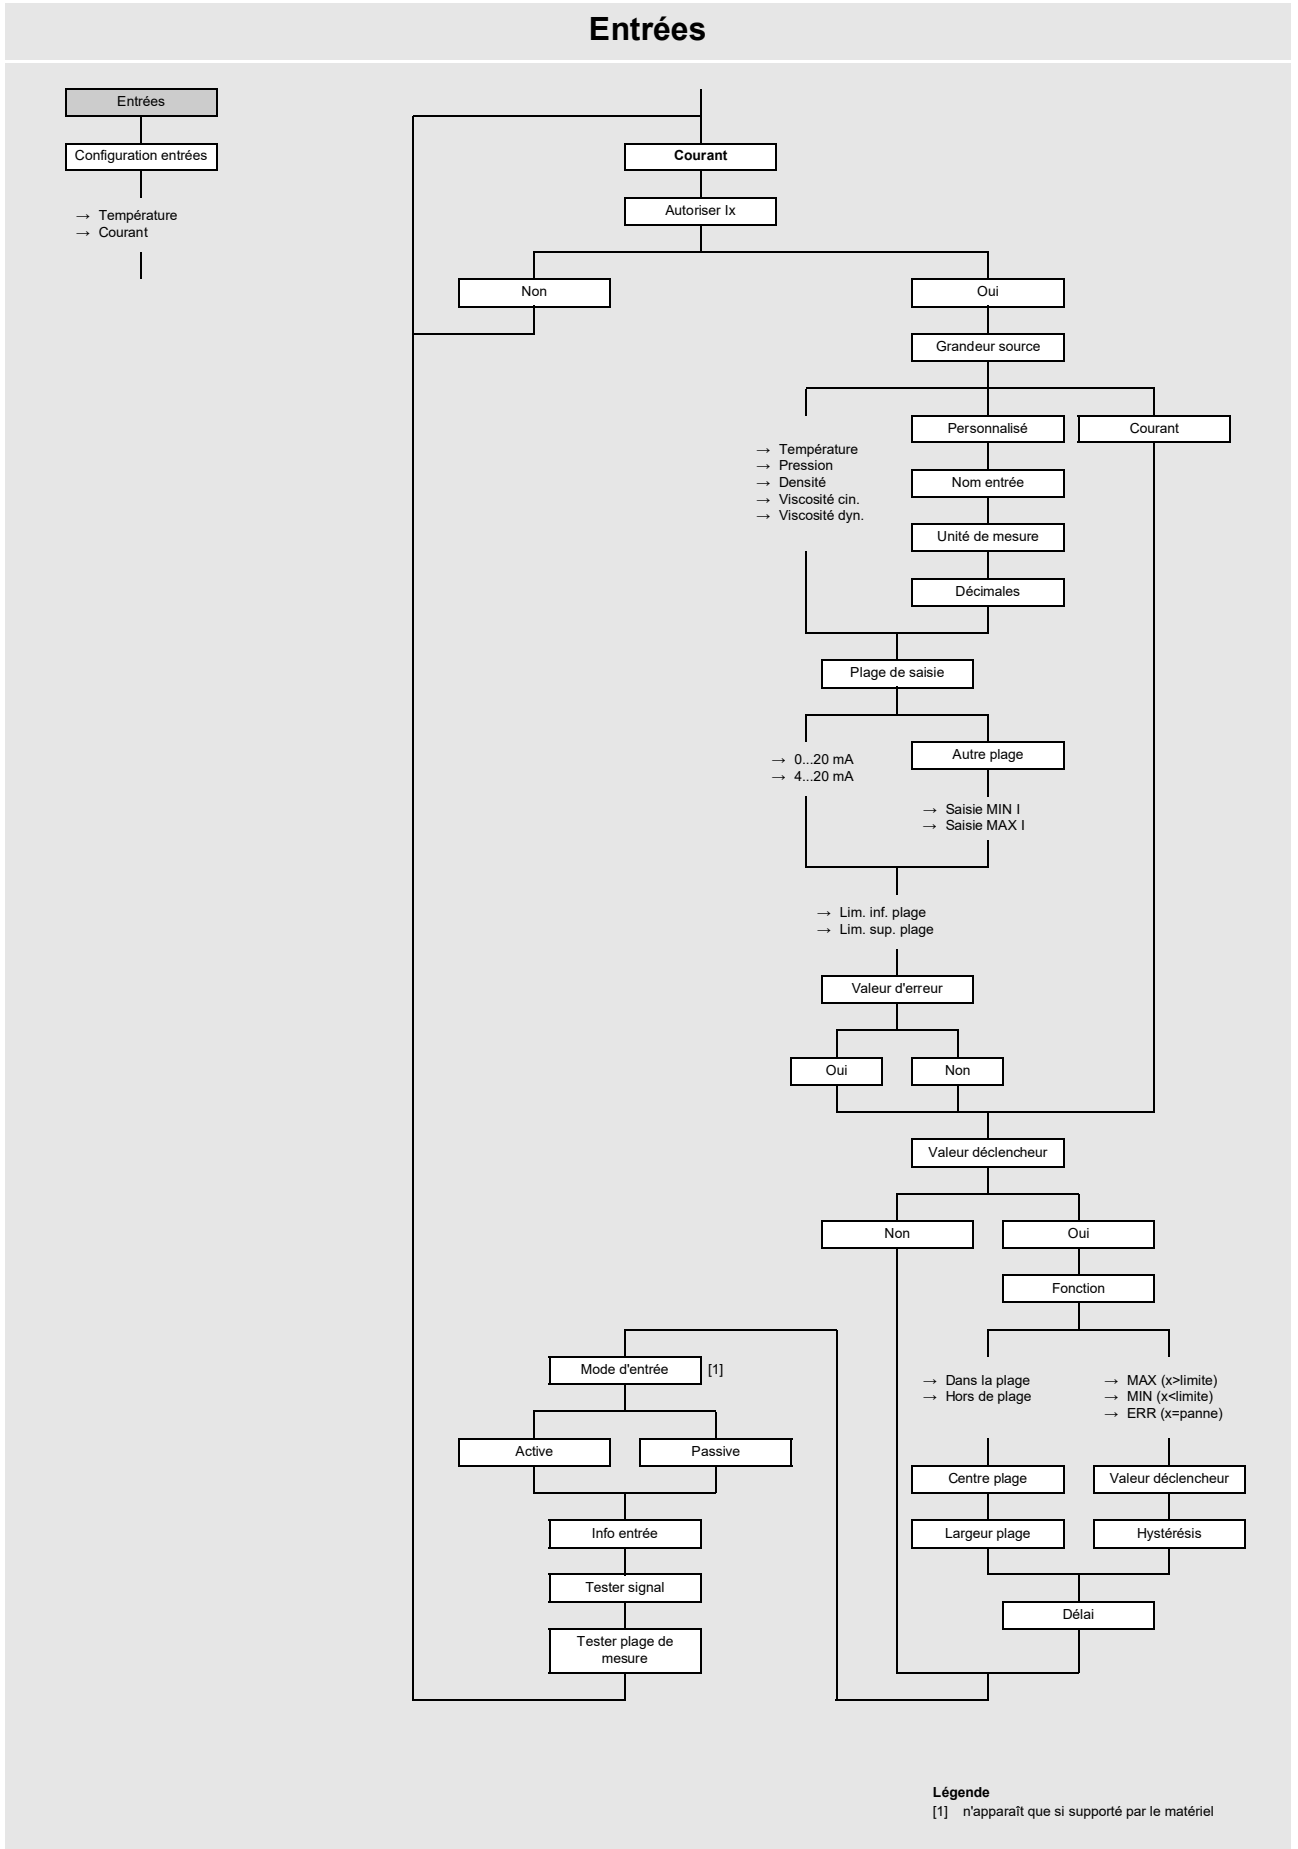 Entrées
Entrées
Configuration entrées
→ Température
→ Courant
Courant
Autoriser Ix
Non
Oui
Grandeur source
→ Température
→ Pression
→ Densité
→ Viscosité cin.
→ Viscosité dyn.
Personnalisé
Courant
Nom entrée
Unité de mesure
Décimales
Plage de saisie
→ 0...20 mA
→ 4...20 mA
Autre plage
→ Saisie MIN I
→ Saisie MAX I
→ Lim. inf. plage
→ Lim. sup. plage
Valeur d'erreur
Oui
Non
Valeur déclencheur
Non
Oui
Fonction
→ Dans la plage
→ Hors de plage
→ MAX (x>limite)
→ MIN (x<limite)
→ ERR (x=panne)
Centre plage
Valeur déclencheur
Largeur plage
Hystérésis
Délai
Mode d'entrée [1]
Active
Passive
Info entrée
Tester signal
Tester plage de
mesure
Légende
[1] n'apparaît que si supporté par le matériel